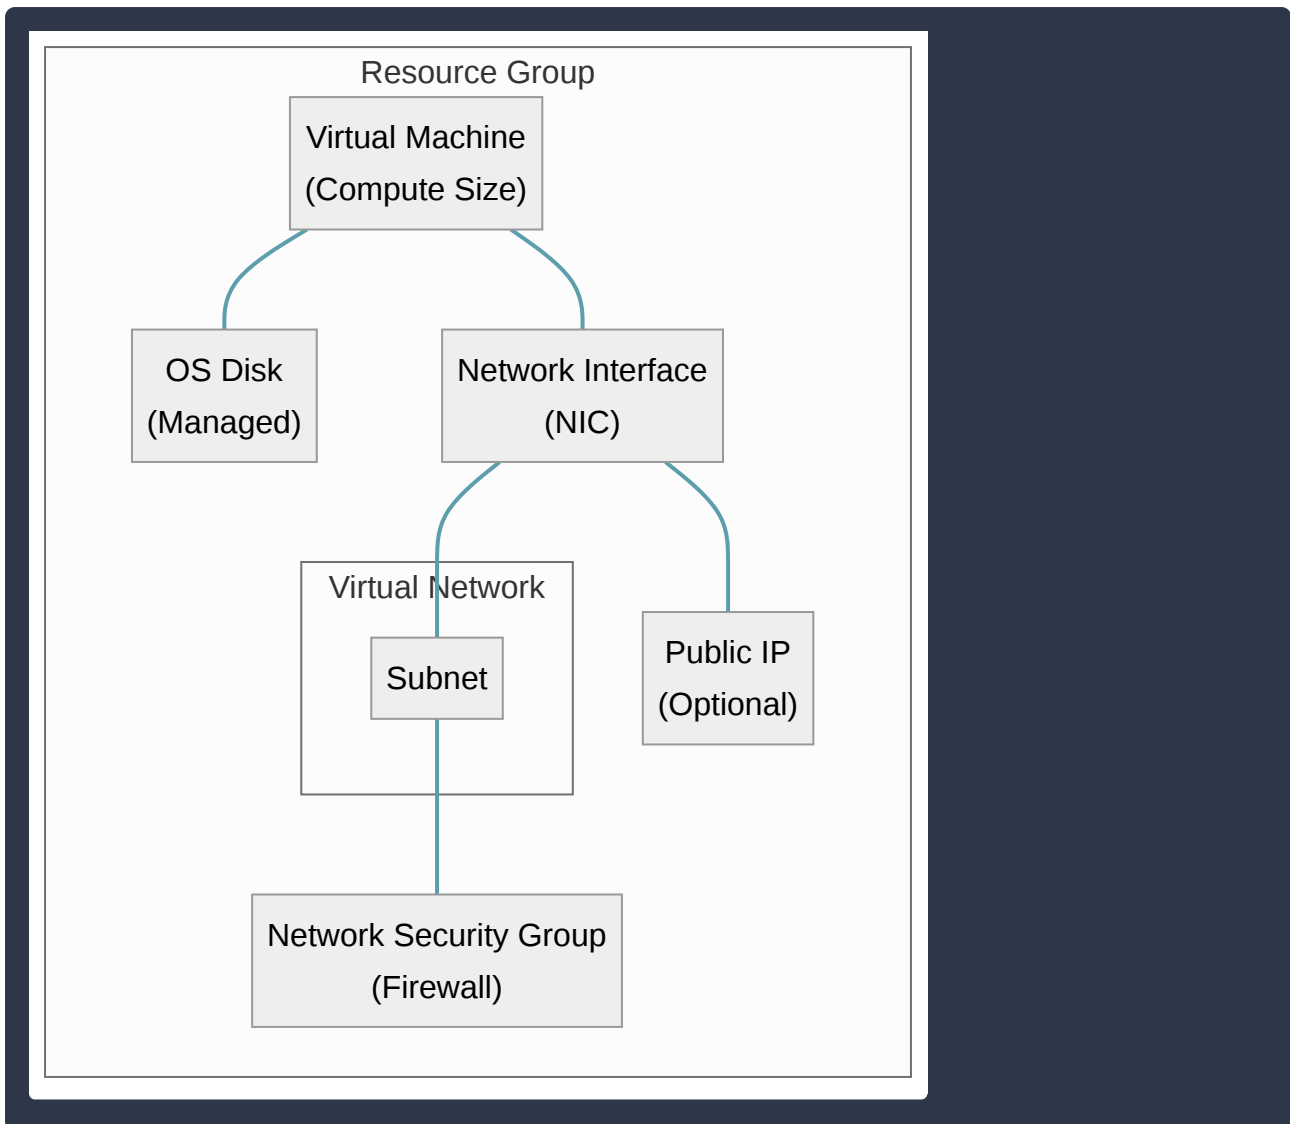 Resource Group
Virtual Machine
(Compute Size)
OS Disk
(Managed)
Network Interface
(NIC)
Virtual Network
Subnet
Public IP
(Optional)
Network Security Group
(Firewall)